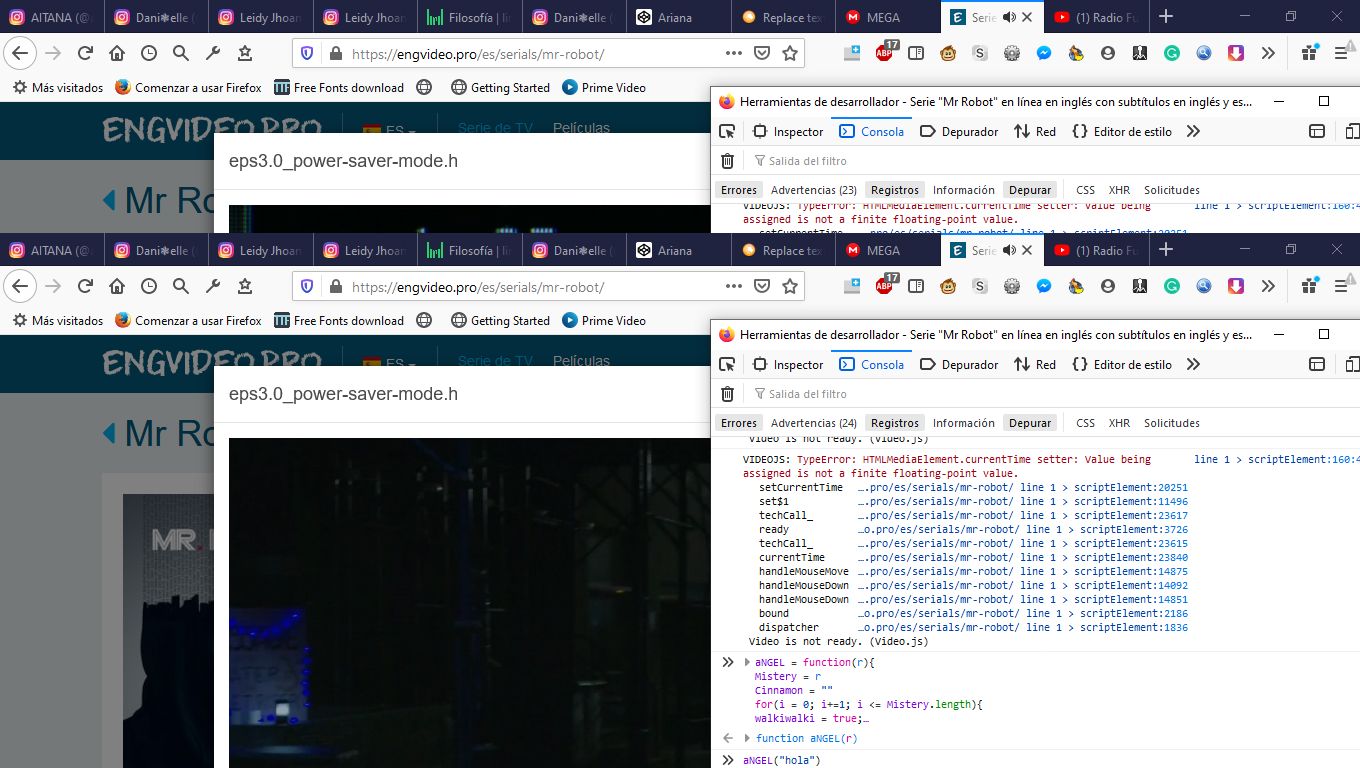 AITANA (@ Dani❃elle ( Leidy Jhoan Leidy Jhoan Filosofía | li Dani❃elle ( Ariana Replace tex MEGA Serie (1) Radio Fu
https://engvideo.pro/es/serials/mr-robot/ 17
Más visitados Comenzar a usar Firefox Free Fonts download Getting Started Prime Video
ENGVIDEO.PRO ES Serie de TV Películas
Mr Ro
eps3.0_power-saver-mode.h
Herramientas de desarrollador - Serie "Mr Robot" en línea en inglés con subtítulos en inglés y es...
Inspector Consola Depurador Red Editor de estilo
Salida del filtro
Errores Advertencias (23) Registros Información Depurar CSS XHR Solicitudes
VIDEOJS: TypeError: HTMLMediaElement.currentTime setter: Value being line 1 > scriptElement:160:4
assigned is not a finite floating-point value.
setCurrentTime ….pro/es/serials/mr-robot/ line 1 > scriptElement:20251
AITANA (@ Dani❃elle ( Leidy Jhoan Leidy Jhoan Filosofía | li Dani❃elle ( Ariana Replace tex MEGA Serie (1) Radio Fu
https://engvideo.pro/es/serials/mr-robot/ 17
Más visitados Comenzar a usar Firefox Free Fonts download Getting Started Prime Video
ENGVIDEO.PRO ES Serie de TV Películas
Mr Ro
MR.
eps3.0_power-saver-mode.h
Herramientas de desarrollador - Serie "Mr Robot" en línea en inglés con subtítulos en inglés y es...
Inspector Consola Depurador Red Editor de estilo
Salida del filtro
Errores Advertencias (24) Registros Información Depurar CSS XHR Solicitudes
Video is not ready. (Video.js)
VIDEOJS: TypeError: HTMLMediaElement.currentTime setter: Value being line 1 > scriptElement:160:4
assigned is not a finite floating-point value.
setCurrentTime ….pro/es/serials/mr-robot/ line 1 > scriptElement:20251
set$1 ….pro/es/serials/mr-robot/ line 1 > scriptElement:11496
techCall_ ….pro/es/serials/mr-robot/ line 1 > scriptElement:23617
ready …o.pro/es/serials/mr-robot/ line 1 > scriptElement:3726
techCall_ ….pro/es/serials/mr-robot/ line 1 > scriptElement:23615
currentTime ….pro/es/serials/mr-robot/ line 1 > scriptElement:23840
handleMouseMove ….pro/es/serials/mr-robot/ line 1 > scriptElement:14875
handleMouseDown ….pro/es/serials/mr-robot/ line 1 > scriptElement:14092
handleMouseDown ….pro/es/serials/mr-robot/ line 1 > scriptElement:14851
bound …o.pro/es/serials/mr-robot/ line 1 > scriptElement:2186
dispatcher …o.pro/es/serials/mr-robot/ line 1 > scriptElement:1836
Video is not ready. (Video.js)
aNGEL = function(r){
Mistery = r
Cinnamon = ""
for(i = 0; i+=1; i <= Mistery.length){
walkiwalki = true;…
function aNGEL(r)
aNGEL("hola")